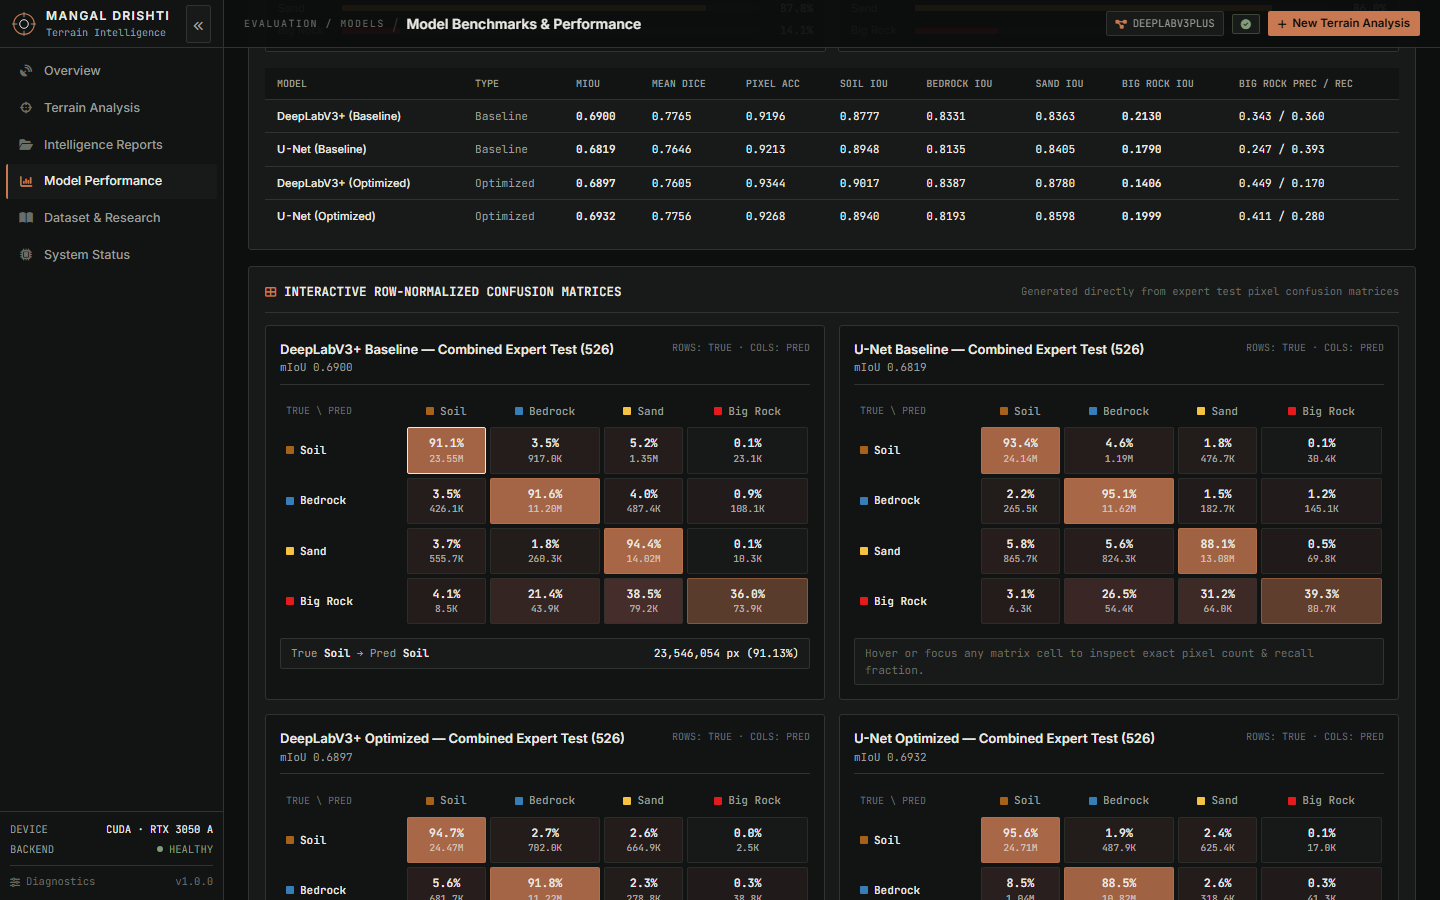 MANGAL DRISHTI
Terrain Intelligence
«
EVALUATION / MODELS / Model Benchmarks & Performance
DEEPLABV3PLUS
+ New Terrain Analysis
Overview
Terrain Analysis
Intelligence Reports
Model Performance
Dataset & Research
System Status
DEVICE CUDA · RTX 3050 A
BACKEND HEALTHY
Diagnostics v1.0.0
MODEL TYPE MIOU MEAN DICE PIXEL ACC SOIL IOU BEDROCK IOU SAND IOU BIG ROCK IOU BIG ROCK PREC / REC
DeepLabV3+ (Baseline) Baseline 0.6900 0.7765 0.9196 0.8777 0.8331 0.8363 0.2130 0.343 / 0.360
U-Net (Baseline) Baseline 0.6819 0.7646 0.9213 0.8948 0.8135 0.8405 0.1790 0.247 / 0.393
DeepLabV3+ (Optimized) Optimized 0.6897 0.7605 0.9344 0.9017 0.8387 0.8780 0.1406 0.449 / 0.170
U-Net (Optimized) Optimized 0.6932 0.7756 0.9268 0.8940 0.8193 0.8598 0.1999 0.411 / 0.280
INTERACTIVE ROW-NORMALIZED CONFUSION MATRICES
Generated directly from expert test pixel confusion matrices
DeepLabV3+ Baseline — Combined Expert Test (526) ROWS: TRUE · COLS: PRED
mIoU 0.6900
TRUE \ PRED Soil Bedrock Sand Big Rock
Soil 91.1% 3.5% 5.2% 0.1%
23.55M 917.0K 1.35M 23.1K
Bedrock 3.5% 91.6% 4.0% 0.9%
426.1K 11.20M 487.4K 108.1K
Sand 3.7% 1.8% 94.4% 0.1%
555.7K 260.3K 14.02M 10.3K
Big Rock 4.1% 21.4% 38.5% 36.0%
8.5K 43.9K 79.2K 73.9K
True Soil → Pred Soil 23,546,054 px (91.13%)
U-Net Baseline — Combined Expert Test (526) ROWS: TRUE · COLS: PRED
mIoU 0.6819
TRUE \ PRED Soil Bedrock Sand Big Rock
Soil 93.4% 4.6% 1.8% 0.1%
24.14M 1.19M 476.7K 30.4K
Bedrock 2.2% 95.1% 1.5% 1.2%
265.5K 11.62M 182.7K 145.1K
Sand 5.8% 5.6% 88.1% 0.5%
865.7K 824.3K 13.08M 69.8K
Big Rock 3.1% 26.5% 31.2% 39.3%
6.3K 54.4K 64.0K 80.7K
Hover or focus any matrix cell to inspect exact pixel count & recall
fraction.
DeepLabV3+ Optimized — Combined Expert Test (526) ROWS: TRUE · COLS: PRED
mIoU 0.6897
TRUE \ PRED Soil Bedrock Sand Big Rock
Soil 94.7% 2.7% 2.6% 0.0%
24.47M 702.0K 664.9K 2.5K
Bedrock 5.6% 91.8% 2.3% 0.3%
U-Net Optimized — Combined Expert Test (526) ROWS: TRUE · COLS: PRED
mIoU 0.6932
TRUE \ PRED Soil Bedrock Sand Big Rock
Soil 95.6% 1.9% 2.4% 0.1%
24.71M 487.9K 625.4K 17.0K
Bedrock 8.5% 88.5% 2.6% 0.3%